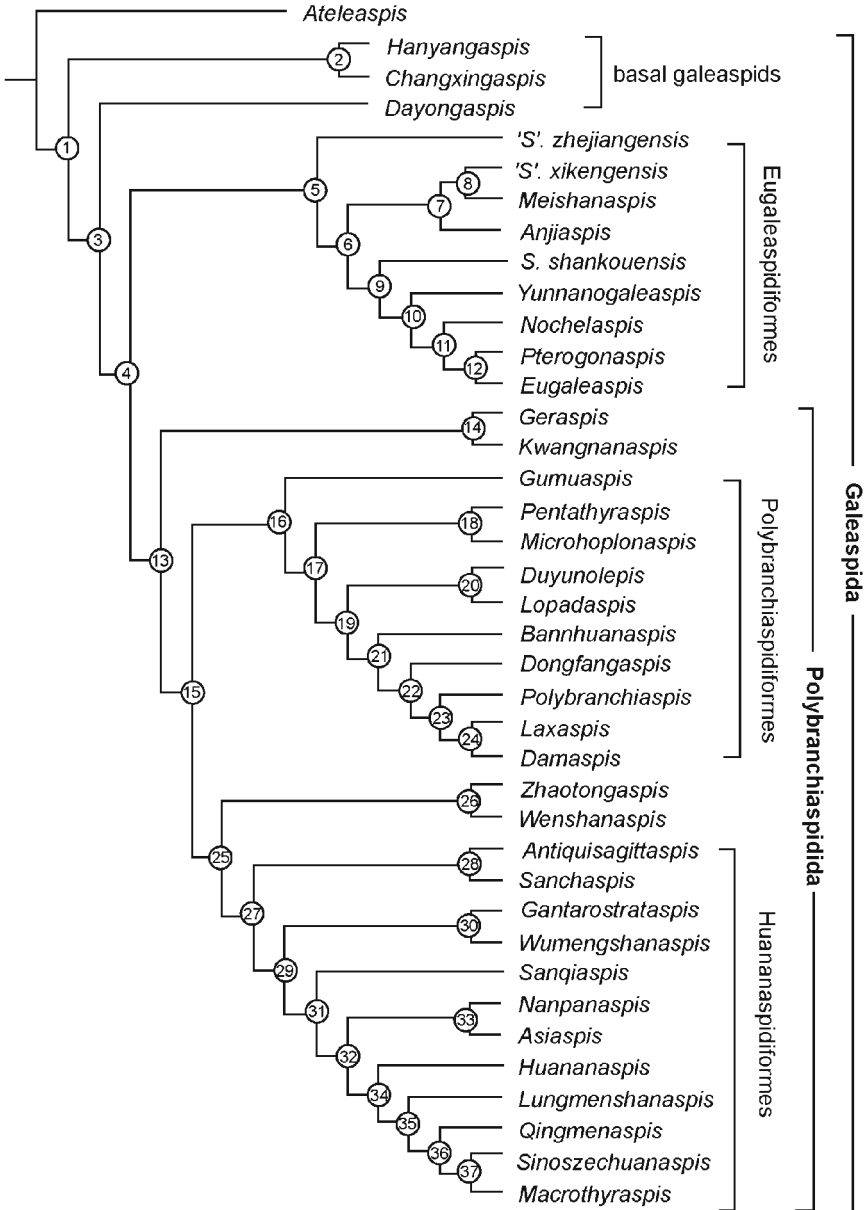 Ateleaspis
Hanyangaspis
2
Changxingaspis
basal galeaspids
Dayongaspis
1
'S'. zhejiangensis
'S'. xikengensis
8
5
Meishanaspis
7
Anjiaspis
3
6
S. shankouensis
9
Yunnanogaleaspis
10
Nochelaspis
11
Pterogonaspis
12
4
Eugaleaspis
Eugaleaspidiformes
Geraspis
14
Kwangnanaspis
Gumuaspis
16
Pentathyraspis
18
Microhoplonaspis
13
17
Duyunolepis
20
Lopadaspis
19
Bannhuanaspis
21
Dongfangaspis
22
15
Polybranchiaspis
23
Laxaspis
24
Damaspis
Polybranchiaspidiformes
Galeaspida
Zhaotongaspis
26
Wenshanaspis
25
Antiquisagittaspis
28
Sanchaspis
27
Gantarostrataspis
30
Wumengshanaspis
29
Sanqiaspis
31
Nanpanaspis
33
Asiaspis
32
Huananaspis
34
Lungmenshanaspis
35
Qingmenaspis
36
Sinoszechuanaspis
37
Macrothyraspis
Huananaspidiformes
Polybranchiaspidida